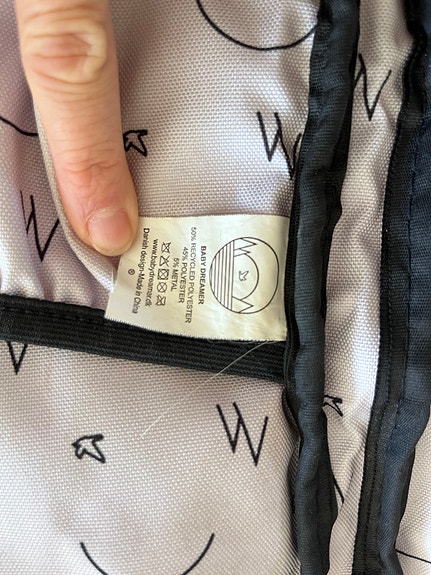 BABY DREAMER
50% RECYCLED POLYESTER
45% POLYESTER
5% METAL
www.babydreamer.dk
Danish design-Made in China
®